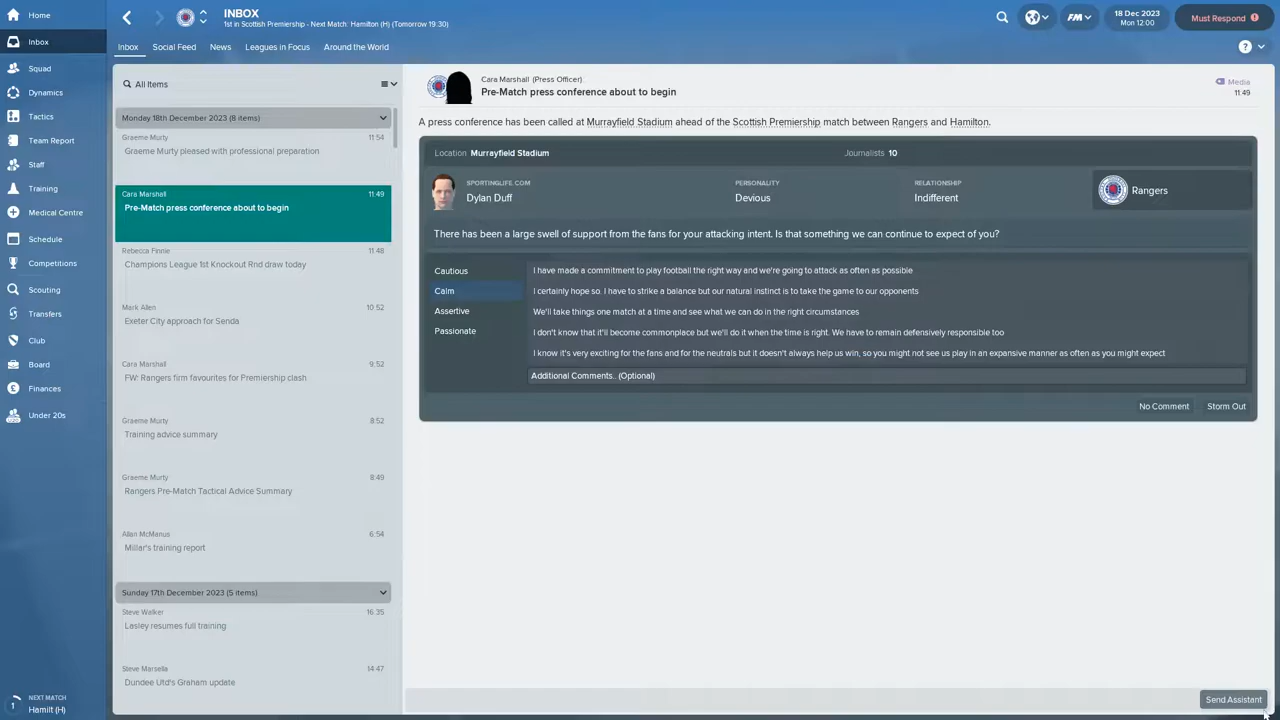 Home
Inbox
Squad
Dynamics
Tactics
Team Report
Staff
Training
Medical Centre
Schedule
Competitions
Scouting
Transfers
Club
Board
Finances
Under 20s
1
NEXT MATCH
Hamilt (H)
INBOX
1st in Scottish Premiership - Next Match: Hamilton (H) (Tomorrow 19:30)
FM
18 Dec 2023
Mon 12:00
Must Respond
Inbox Social Feed News Leagues in Focus Around the World
?
All Items
Monday 18th December 2023 (8 items)
Graeme Murty 11:54
Graeme Murty pleased with professional preparation
Cara Marshall 11:49
Pre-Match press conference about to begin
Rebecca Finnie 11:48
Champions League 1st Knockout Rnd draw today
Mark Allen 10:52
Exeter City approach for Senda
Cara Marshall 9:52
FW: Rangers firm favourites for Premiership clash
Graeme Murty 8:52
Training advice summary
Graeme Murty 8:49
Rangers Pre-Match Tactical Advice Summary
Allan McManus 6:54
Millar's training report
Sunday 17th December 2023 (5 items)
Steve Walker 16:35
Lasley resumes full training
Steve Marsella 14:47
Dundee Utd's Graham update
Cara Marshall (Press Officer)
Pre-Match press conference about to begin
Media
11:49
A press conference has been called at Murrayfield Stadium ahead of the Scottish Premiership match between Rangers and Hamilton.
Location Murrayfield Stadium Journalists 10
SPORTINGLIFE.COM PERSONALITY RELATIONSHIP
Dylan Duff Devious Indifferent Rangers
There has been a large swell of support from the fans for your attacking intent. Is that something we can continue to expect of you?
Cautious
Calm
Assertive
Passionate
I have made a commitment to play football the right way and we're going to attack as often as possible
I certainly hope so. I have to strike a balance but our natural instinct is to take the game to our opponents
We'll take things one match at a time and see what we can do in the right circumstances
I don't know that it'll become commonplace but we'll do it when the time is right. We have to remain defensively responsible too
I know it's very exciting for the fans and for the neutrals but it doesn't always help us win, so you might not see us play in an expansive manner as often as you might expect
Additional Comments.. (Optional)
No Comment Storm Out
Send Assistant